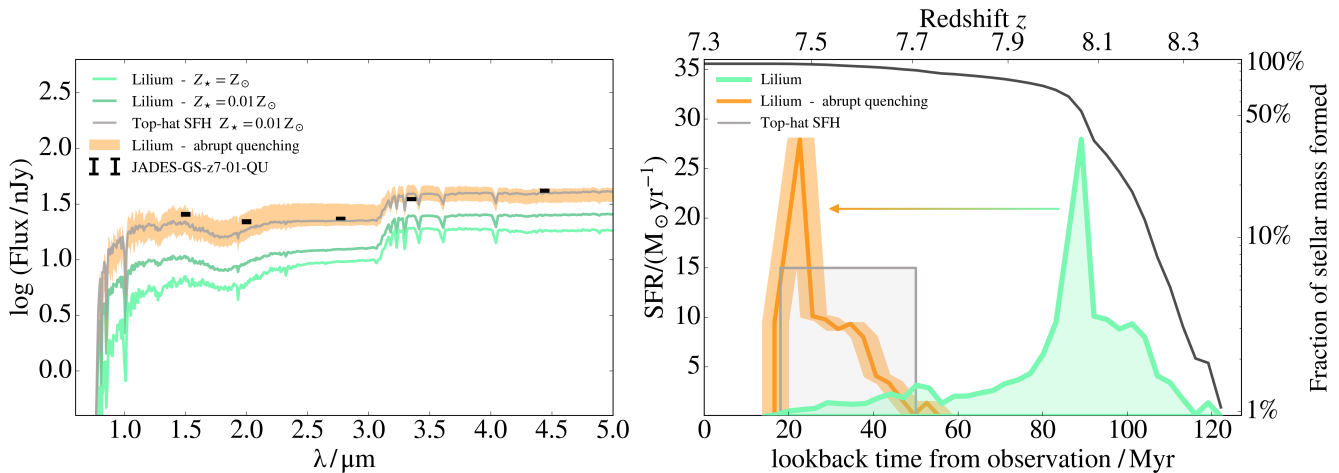 log (Flux / nJy)
2.5
2.0
1.5
1.0
0.5
0.0
Lilium - Z⋆ = Z⊙
Lilium - Z⋆ = 0.01 Z⊙
Top-hat SFH Z⋆ = 0.01 Z⊙
Lilium - abrupt quenching
JADES-GS-z7-01-QU
1.0 1.5 2.0 2.5 3.0 3.5 4.0 4.5 5.0
λ / μm
Redshift z
7.3 7.5 7.7 7.9 8.1 8.3
SFR/(M⊙ yr⁻¹)
35
30
25
20
15
10
5
Lilium
Lilium - abrupt quenching
Top-hat SFH
100%
50%
10%
1%
Fraction of stellar mass formed
0 20 40 60 80 100 120
lookback time from observation / Myr